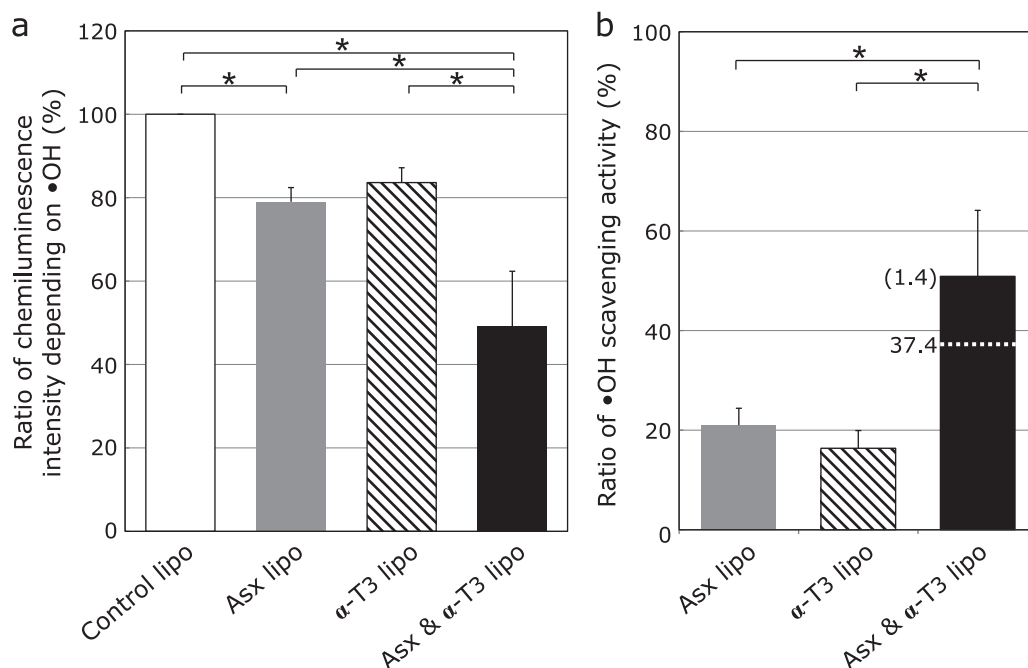 a
Ratio of chemiluminescence
intensity depending on •OH (%)
120
100
80
60
40
20
0
*
*
*
*
Control lipo
Asx lipo
α-T3 lipo
Asx & α-T3 lipo
b
Ratio of •OH scavenging activity (%)
100
80
60
40
20
0
*
*
(1.4)
37.4
Asx lipo
α-T3 lipo
Asx & α-T3 lipo